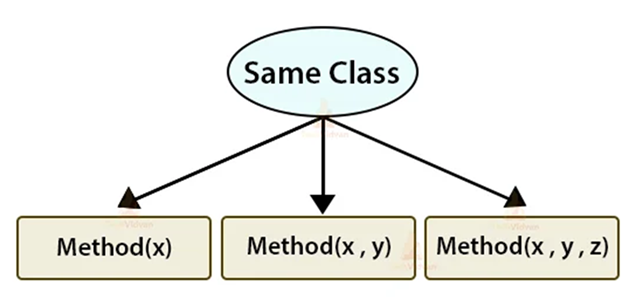 Same Class
Method(x)
Method(x , y)
Method(x , y , z)